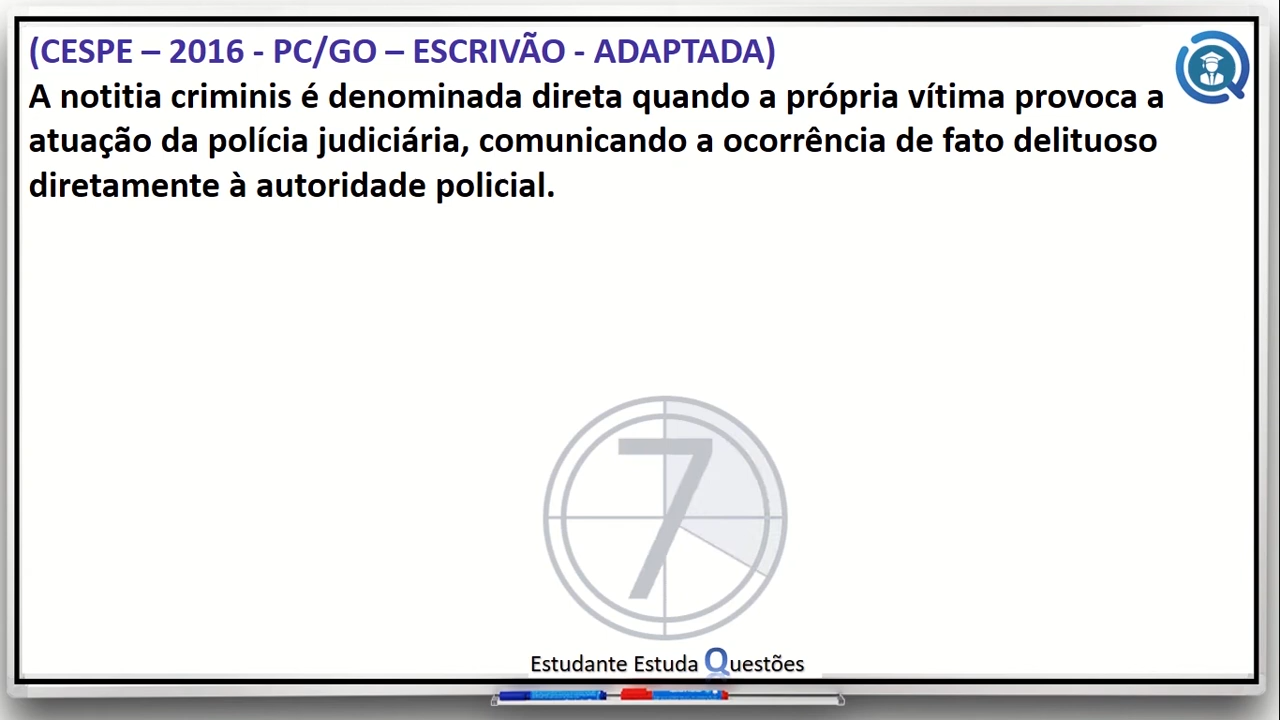 (CESPE – 2016 - PC/GO – ESCRIVÃO - ADAPTADA)
A notitia criminis é denominada direta quando a própria vítima provoca a
atuação da polícia judiciária, comunicando a ocorrência de fato delituoso
diretamente à autoridade policial.
7
Estudante Estuda Questões